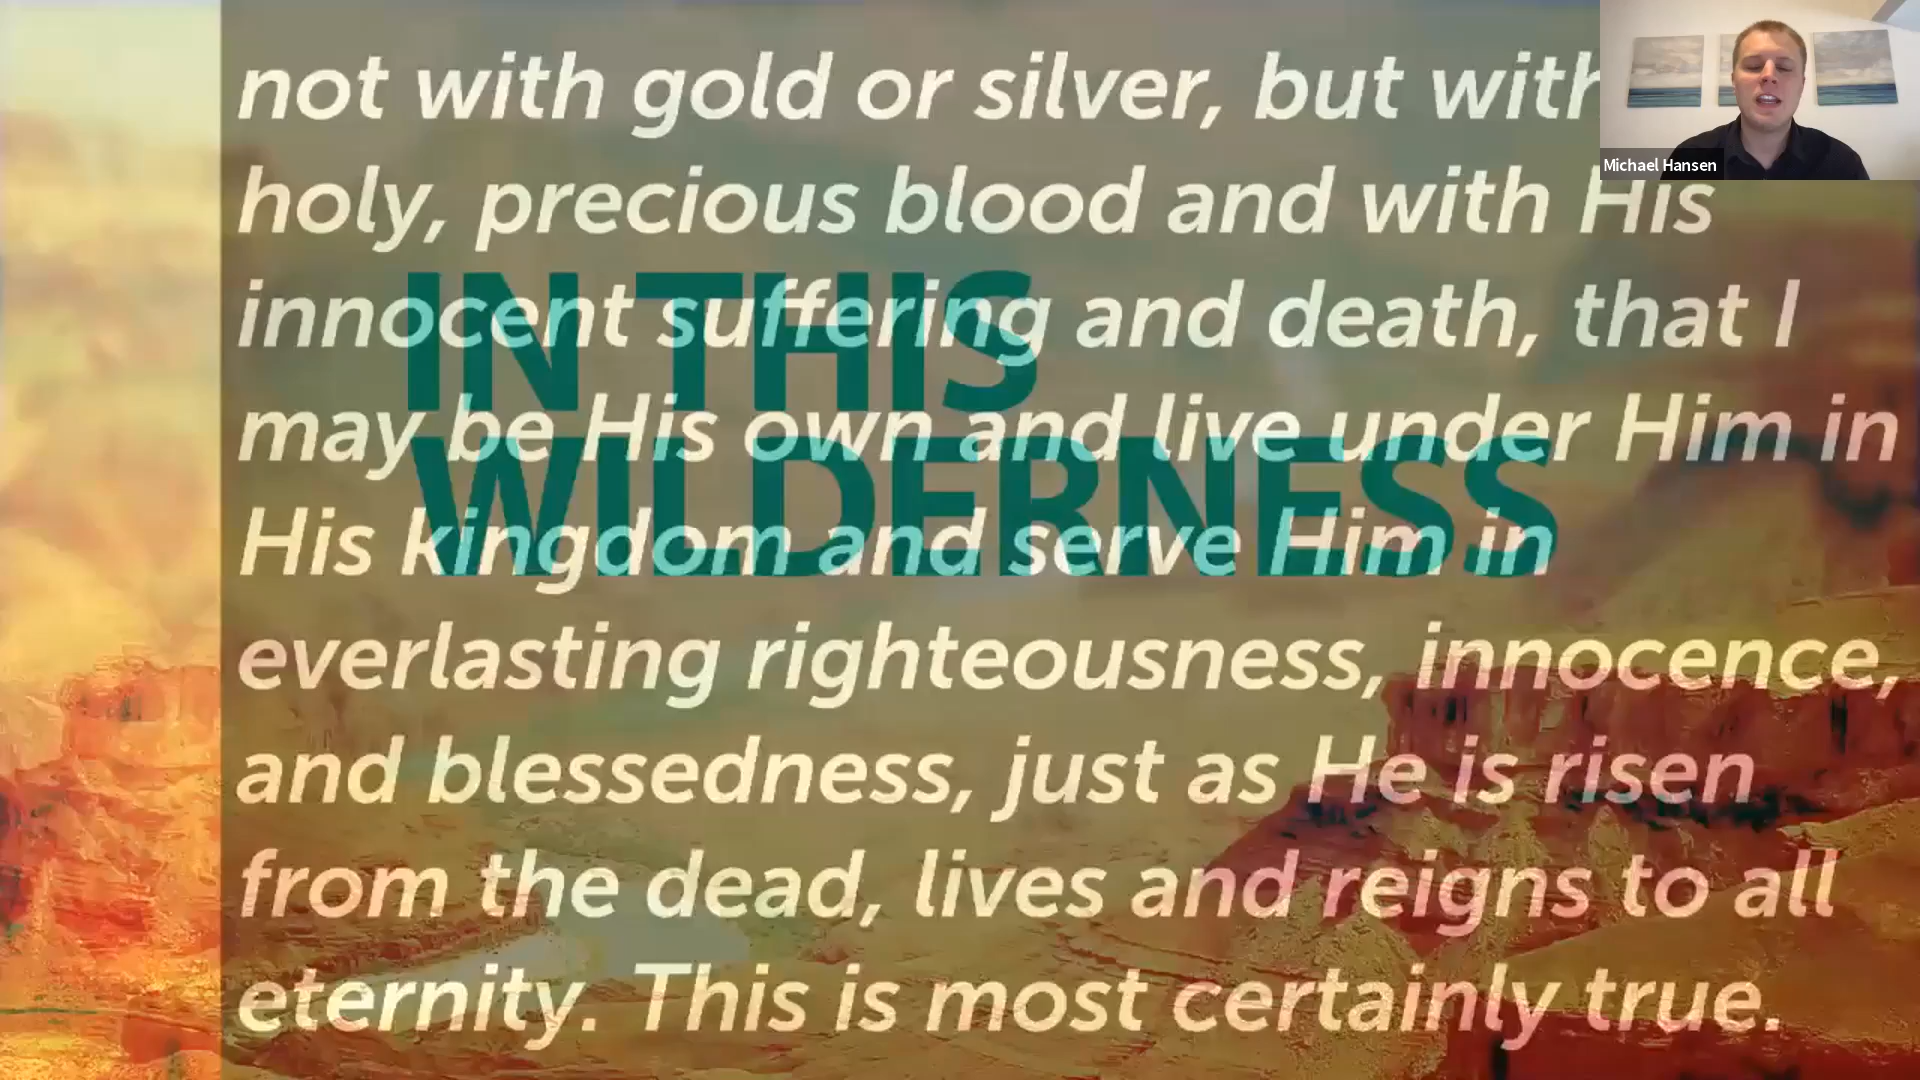 not with gold or silver, but with
holy, precious blood and with His
innocent suffering and death, that I
may be His own and live under Him in
His kingdom and serve Him in
everlasting righteousness, innocence,
and blessedness, just as He is risen
from the dead, lives and reigns to all
eternity. This is most certainly true.
IN THIS
WILDERNESS
Michael Hansen